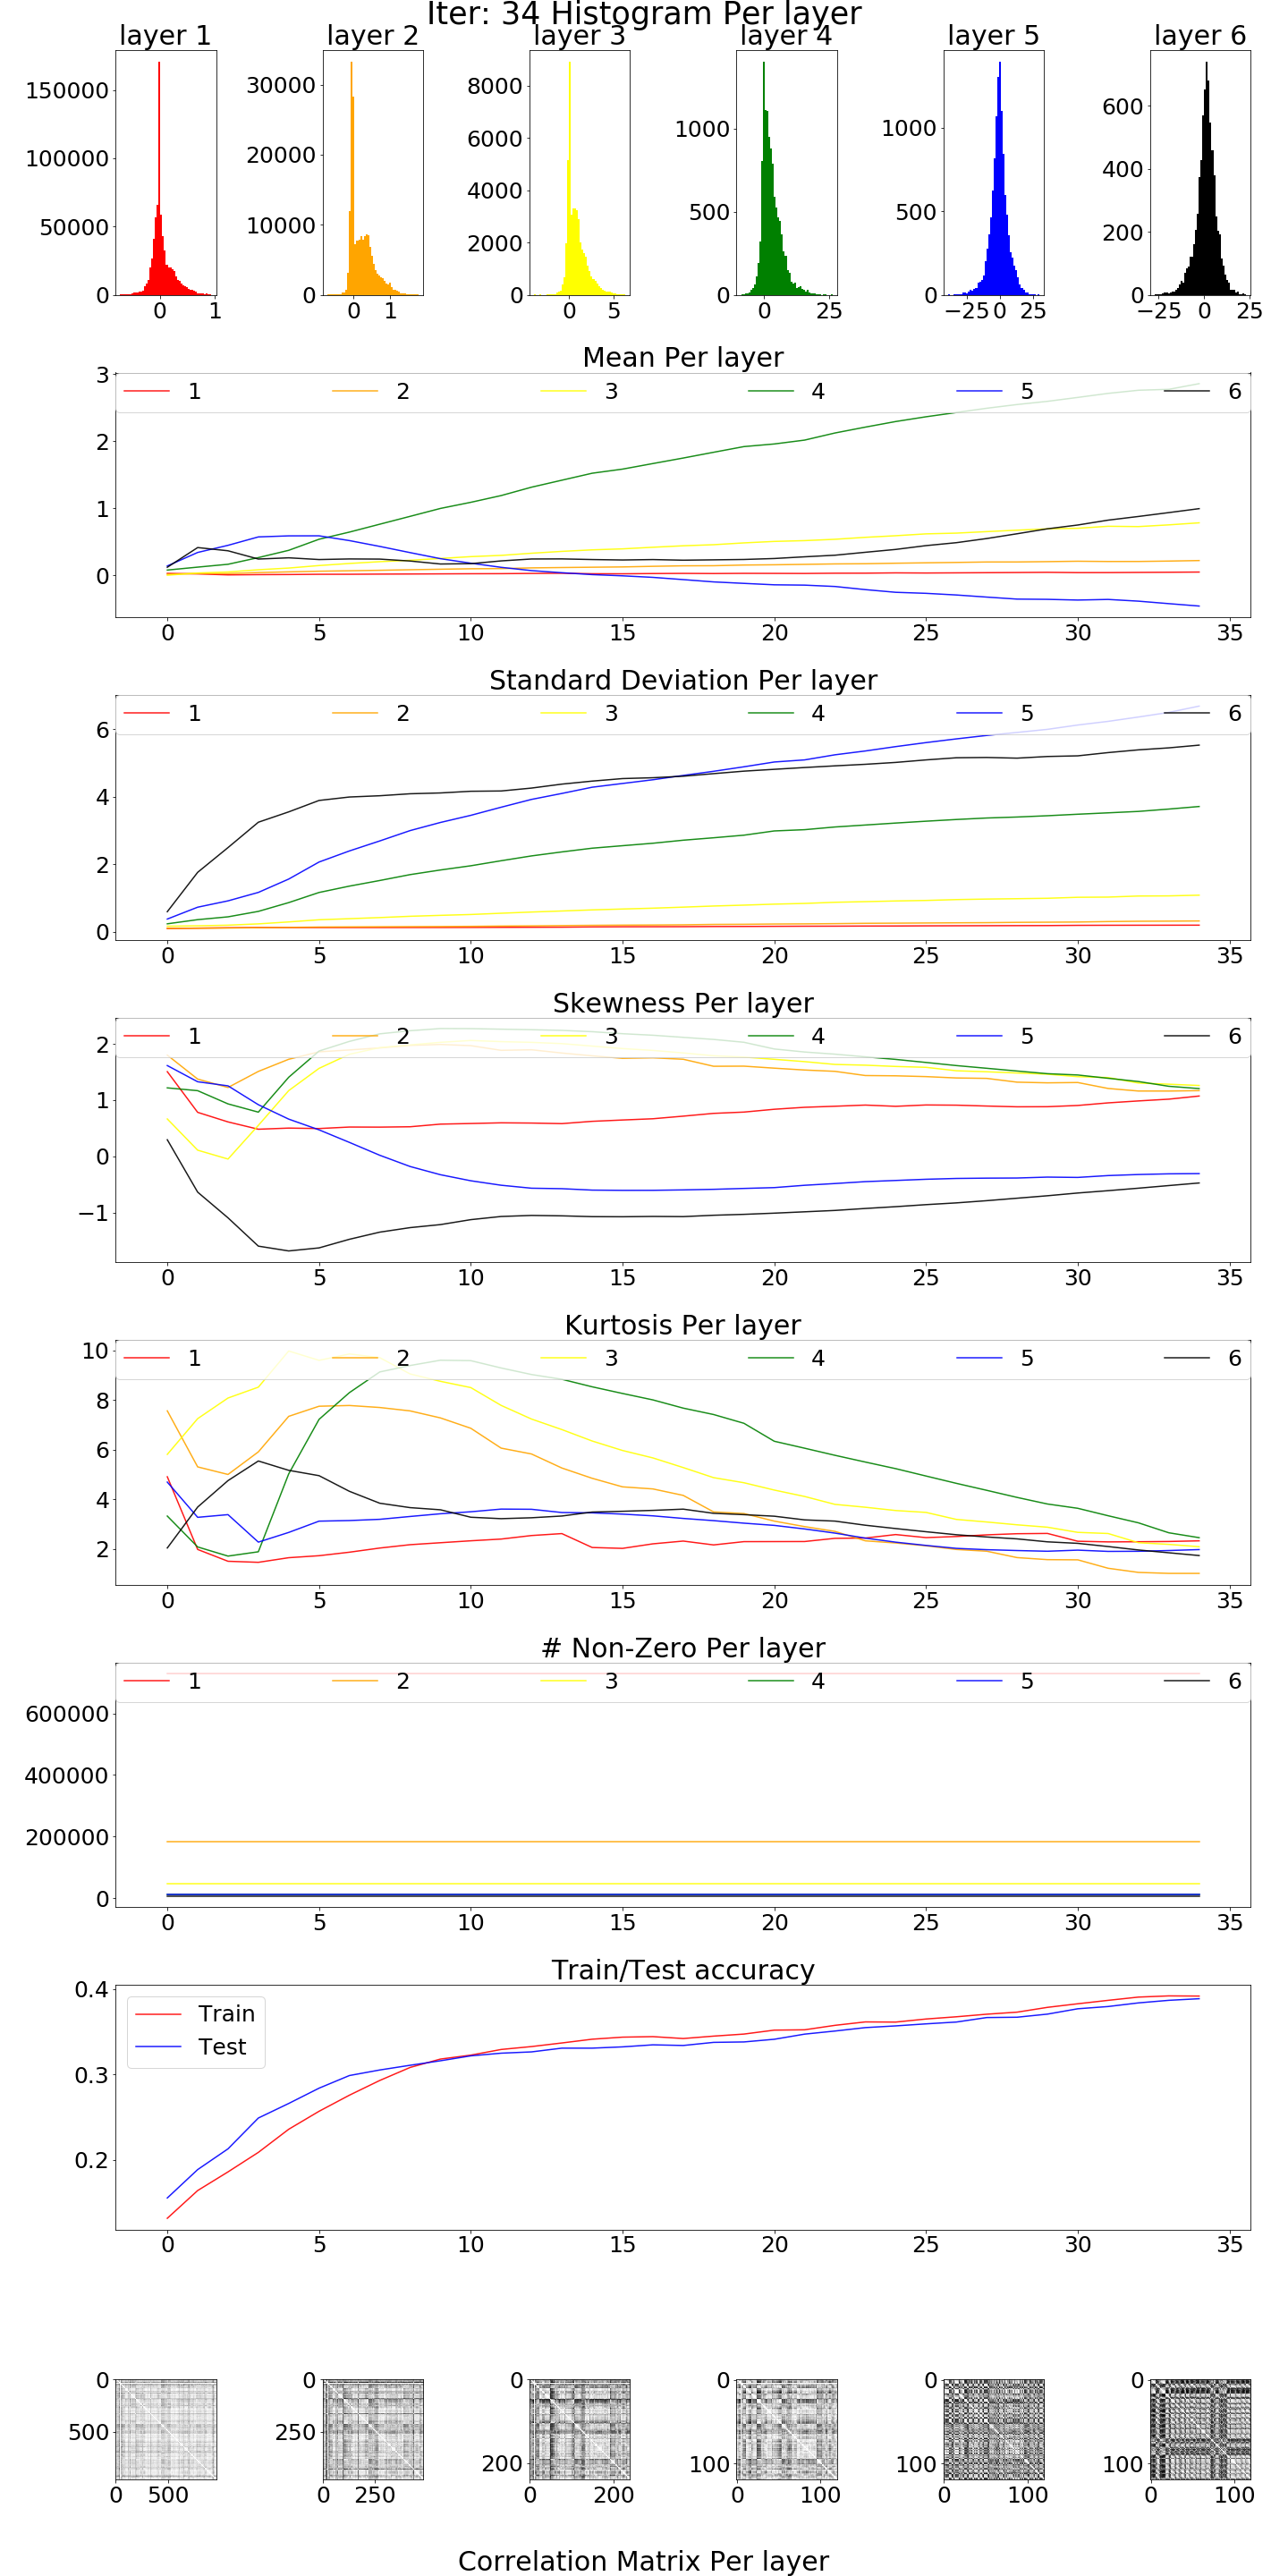 Iter: 34 Histogram Per layer
layer 1 layer 2 layer 3 layer 4 layer 5 layer 6
150000
100000
50000
0
0 1
30000
20000
10000
0
0 1
8000
6000
4000
2000
0
0 5
1000
500
0
0 25
1000
500
0
−25 0 25
600
400
200
0
−25 0 25
Mean Per layer
1 2 3 4 5 6
3
2
1
0
0 5 10 15 20 25 30 35
Standard Deviation Per layer
1 2 3 4 5 6
6
4
2
0
0 5 10 15 20 25 30 35
Skewness Per layer
1 2 3 4 5 6
2
1
0
−1
0 5 10 15 20 25 30 35
Kurtosis Per layer
1 2 3 4 5 6
10
8
6
4
2
0 5 10 15 20 25 30 35
# Non-Zero Per layer
1 2 3 4 5 6
600000
400000
200000
0
0 5 10 15 20 25 30 35
Train/Test accuracy
Train
Test
0.4
0.3
0.2
0 5 10 15 20 25 30 35
0
500
0 500
0
250
0 250
0
200
0 200
0
100
0 100
0
100
0 100
0
100
0 100
Correlation Matrix Per layer